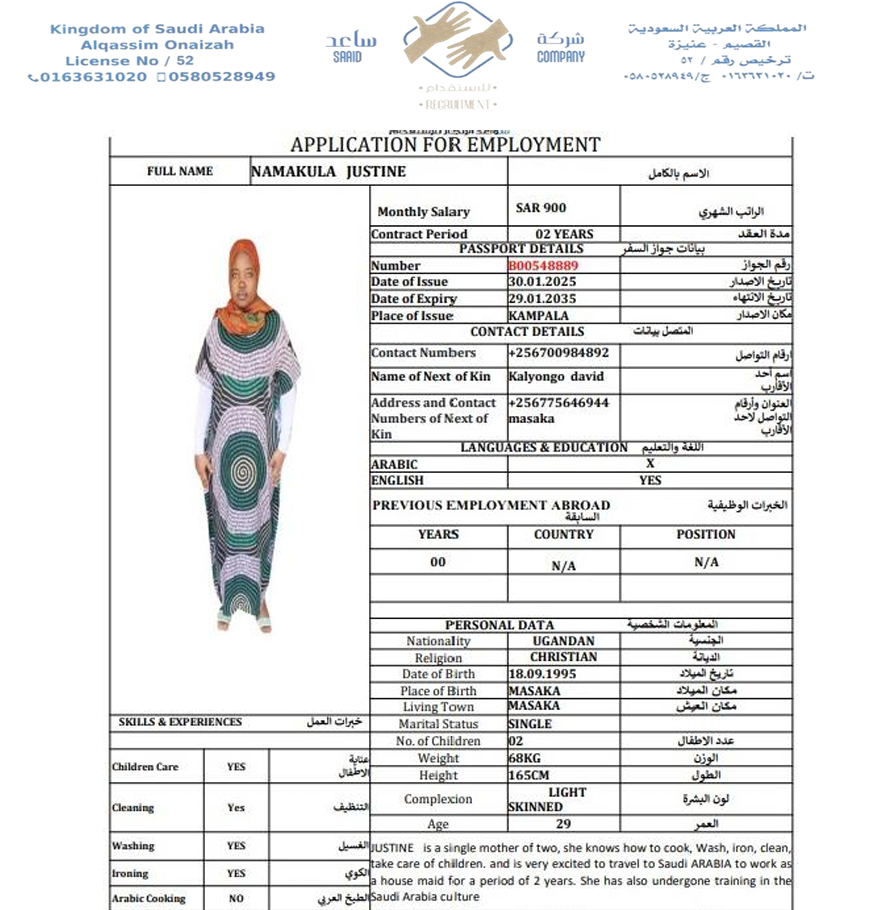 Kingdom of Saudi Arabia
Alqassim Onaizah
License No / 52
0163631020 0580528949
ساعد
SAAID
شركة
COMPANY
• للاستقدام •
• RECRUITMENT •
المملكة العربية السعودية
القصيم - عنيزة
ترخيص رقم / ٥٢
ت/ ٠١٦٣٦٣١٠٢٠ ج/ ٠٥٨٠٥٢٨٩٤٩
APPLICATION FOR EMPLOYMENT
FULL NAME NAMAKULA JUSTINE الاسم بالكامل
Monthly Salary SAR 900 الراتب الشهري
Contract Period 02 YEARS مدة العقد
PASSPORT DETAILS بيانات جواز السفر
Number B00548889 رقم الجواز
Date of Issue 30.01.2025 تاريخ الاصدار
Date of Expiry 29.01.2035 تاريخ الانتهاء
Place of Issue KAMPALA مكان الاصدار
CONTACT DETAILS المتصل بيانات
Contact Numbers +256700984892 ارقام التواصل
Name of Next of Kin Kalyongo david اسم أحد الأقارب
Address and Contact Numbers of Next of Kin +256775646944 masaka العنوان وأرقام التواصل لاحد الأقارب
LANGUAGES & EDUCATION اللغة والتعليم
ARABIC X
ENGLISH YES
PREVIOUS EMPLOYMENT ABROAD الخبرات الوظيفية السابقة
YEARS COUNTRY POSITION
00 N/A N/A
PERSONAL DATA المعلومات الشخصية
Nationality UGANDAN الجنسية
Religion CHRISTIAN الديانة
Date of Birth 18.09.1995 تاريخ الميلاد
Place of Birth MASAKA مكان الميلاد
Living Town MASAKA مكان العيش
Marital Status SINGLE
No. of Children 02 عدد الاطفال
Weight 68KG الوزن
Height 165CM الطول
Complexion LIGHT SKINNED لون البشرة
Age 29 العمر
SKILLS & EXPERIENCES خبرات العمل
Children Care YES عناية الاطفال
Cleaning Yes التنظيف
Washing YES الغسيل
Ironing YES الكوي
Arabic Cooking NO الطبخ العربي
JUSTINE is a single mother of two, she knows how to cook, Wash, iron, clean,
take care of children. and is very excited to travel to Saudi ARABIA to work as
a house maid for a period of 2 years. She has also undergone training in the
Saudi Arabia culture